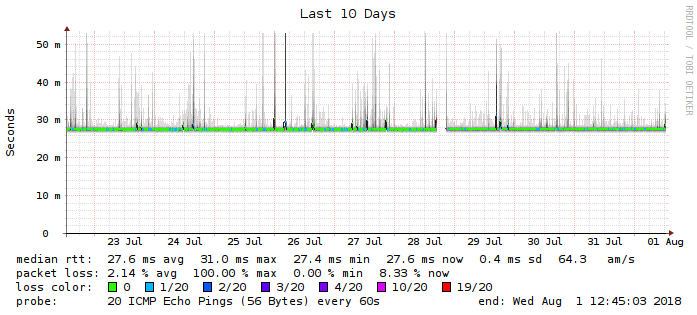 Last 10 Days
RRDTOOL / TOBI OETIKER
Seconds
50 m
40 m
30 m
20 m
10 m
0
23 Jul 24 Jul 25 Jul 26 Jul 27 Jul 28 Jul 29 Jul 30 Jul 31 Jul 01 Aug
median rtt: 27.6 ms avg 31.0 ms max 27.4 ms min 27.6 ms now 0.4 ms sd 64.3 am/s
packet loss: 2.14 % avg 100.00 % max 0.00 % min 8.33 % now
loss color: 0 1/20 2/20 3/20 4/20 10/20 19/20
probe: 20 ICMP Echo Pings (56 Bytes) every 60s end: Wed Aug 1 12:45:03 2018